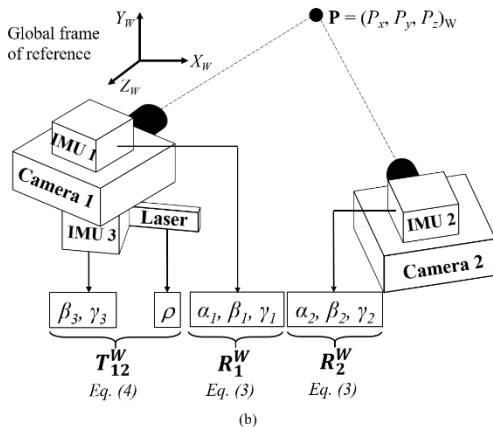 Global frame
of reference
Y_W
X_W
Z_W
P = (P_x, P_y, P_z)_W
IMU 1
Camera 1
IMU 3
Laser
IMU 2
Camera 2
β_3, γ_3
ρ
α_1, β_1, γ_1
α_2, β_2, γ_2
T_12^W
R_1^W
R_2^W
Eq. (4)
Eq. (3)
Eq. (3)
(b)